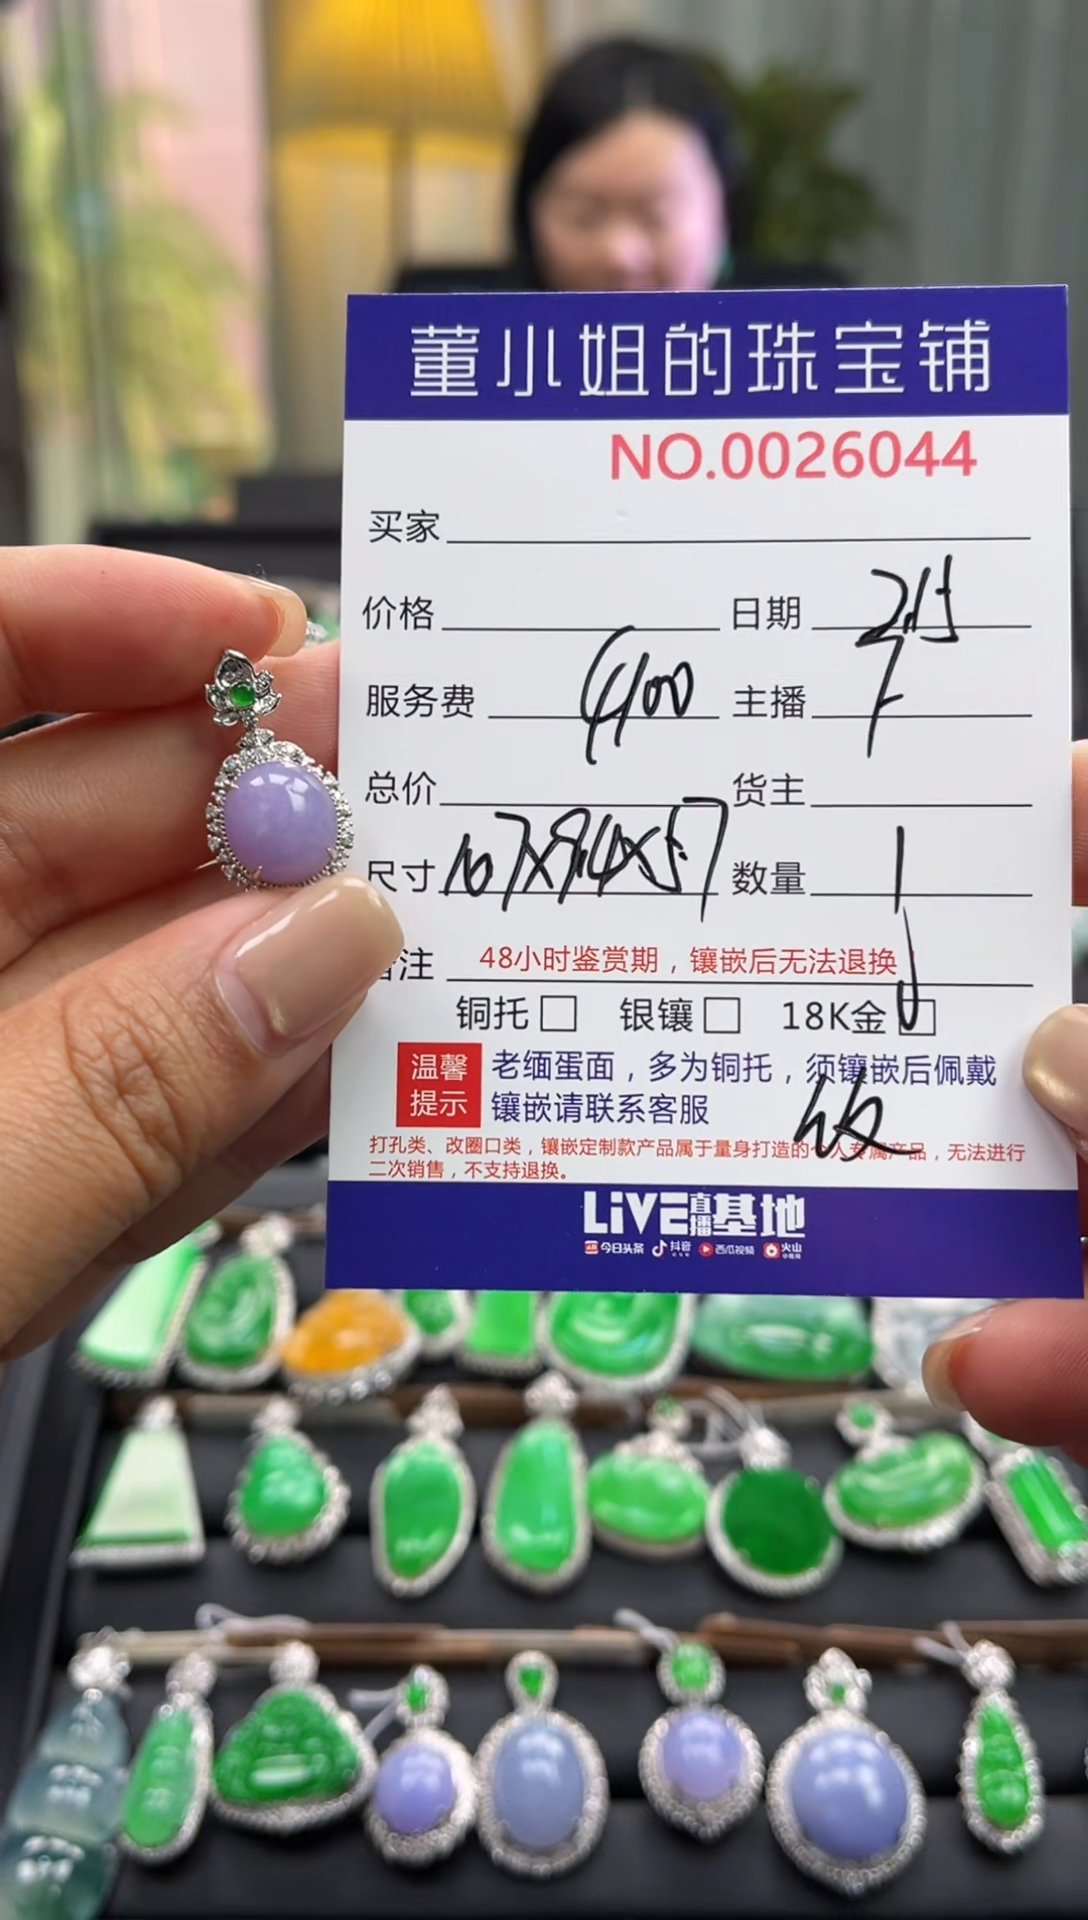 董小姐的珠宝铺
NO.0026044
买家
价格 日期
服务费 400 主播
总价 货主
尺寸 10.7x9.4x5.7 数量 1
注 48小时鉴赏期，镶嵌后无法退换
铜托 银镶 18K金
温馨提示 老缅蛋面，多为铜托，须镶嵌后佩戴
镶嵌请联系客服
打孔类、改圈口类，镶嵌定制款产品属于量身打造的个人专属产品，无法进行
二次销售，不支持退换。
LiVE直播基地
今日头条 抖音 西瓜视频 火山